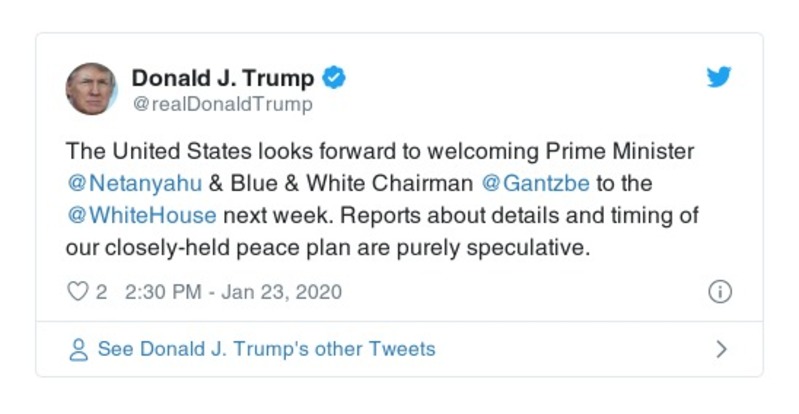 Donald J. Trump
@realDonaldTrump
The United States looks forward to welcoming Prime Minister
@Netanyahu & Blue & White Chairman @Gantzbe to the
@WhiteHouse next week. Reports about details and timing of
our closely-held peace plan are purely speculative.
2 2:30 PM - Jan 23, 2020
See Donald J. Trump's other Tweets